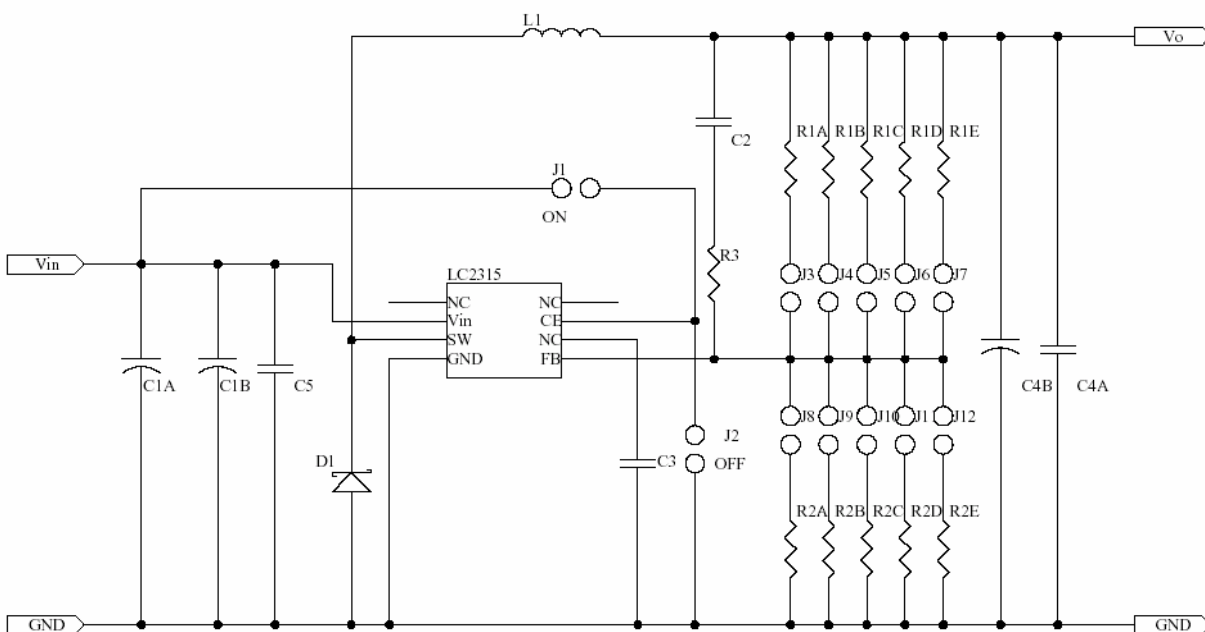 L1
Vo
C2
R1A
R1B
R1C
R1D
R1E
J1
ON
R3
Vin
LC2315
J3
J4
J5
J6
J7
NC
NC
Vin
CE
SW
NC
GND
FB
C1A
C1B
C5
C4B
C4A
J8
J9
J10
J1
J12
J2
OFF
D1
C3
R2A
R2B
R2C
R2D
R2E
GND
GND